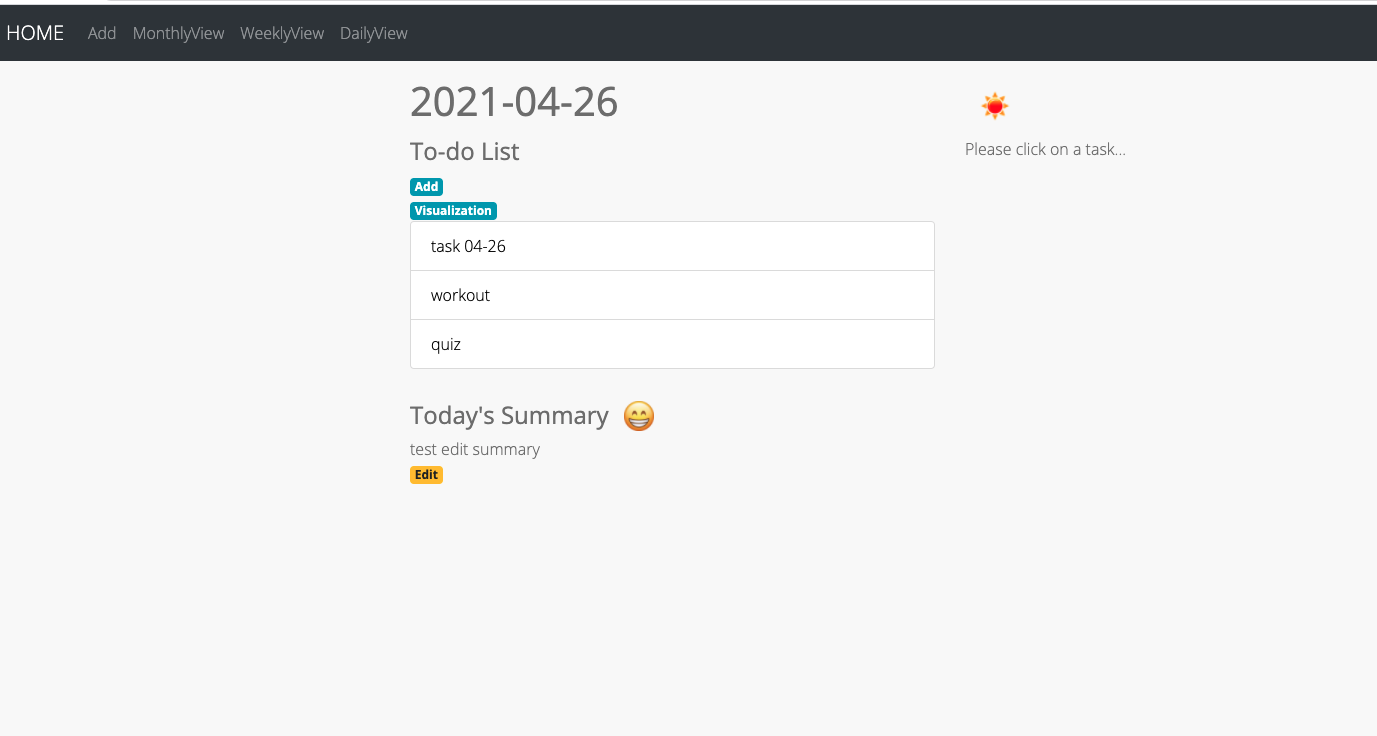 HOME Add MonthlyView WeeklyView DailyView
2021-04-26
To-do List
Add
Visualization
task 04-26
workout
quiz
Today's Summary
test edit summary
Edit
Please click on a task...